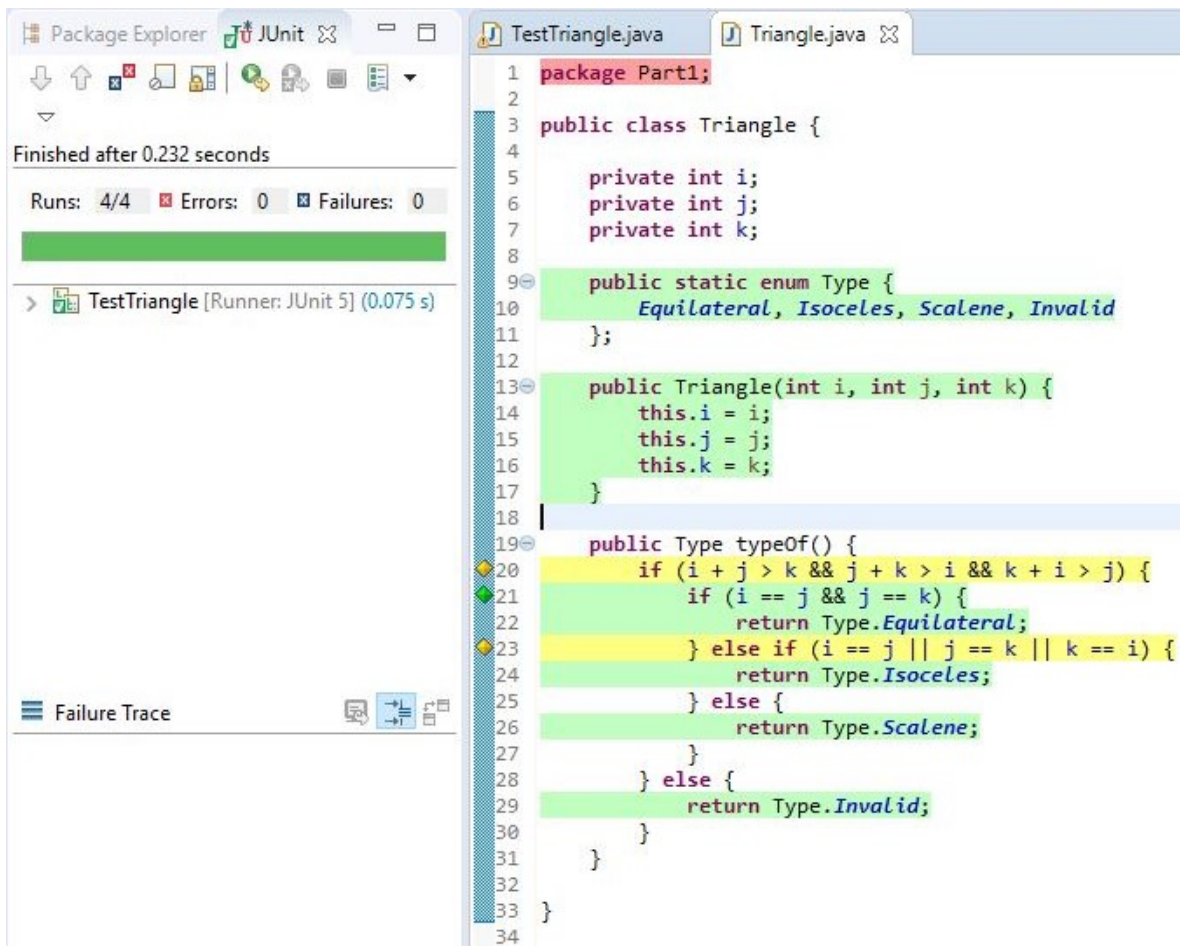 Package Explorer JUnit
Finished after 0.232 seconds
Runs: 4/4 Errors: 0 Failures: 0
TestTriangle [Runner: JUnit 5] (0.075 s)
Failure Trace
TestTriangle.java Triangle.java
1 package Part1;
2
3 public class Triangle {
4
5 private int i;
6 private int j;
7 private int k;
8
9 public static enum Type {
10 Equilateral, Isoceles, Scalene, Invalid
11 };
12
13 public Triangle(int i, int j, int k) {
14 this.i = i;
15 this.j = j;
16 this.k = k;
17 }
18
19 public Type typeOf() {
20 if (i + j > k && j + k > i && k + i > j) {
21 if (i == j && j == k) {
22 return Type.Equilateral;
23 } else if (i == j || j == k || k == i) {
24 return Type.Isoceles;
25 } else {
26 return Type.Scalene;
27 }
28 } else {
29 return Type.Invalid;
30 }
31 }
32
33 }
34